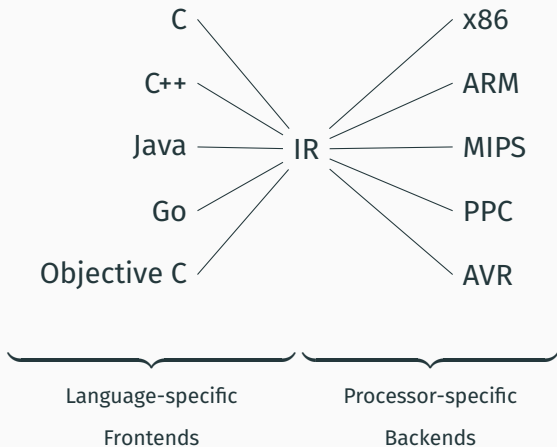 C
x86
C++
ARM
Java
IR
MIPS
Go
PPC
Objective C
AVR
Language-specific
Frontends
Processor-specific
Backends